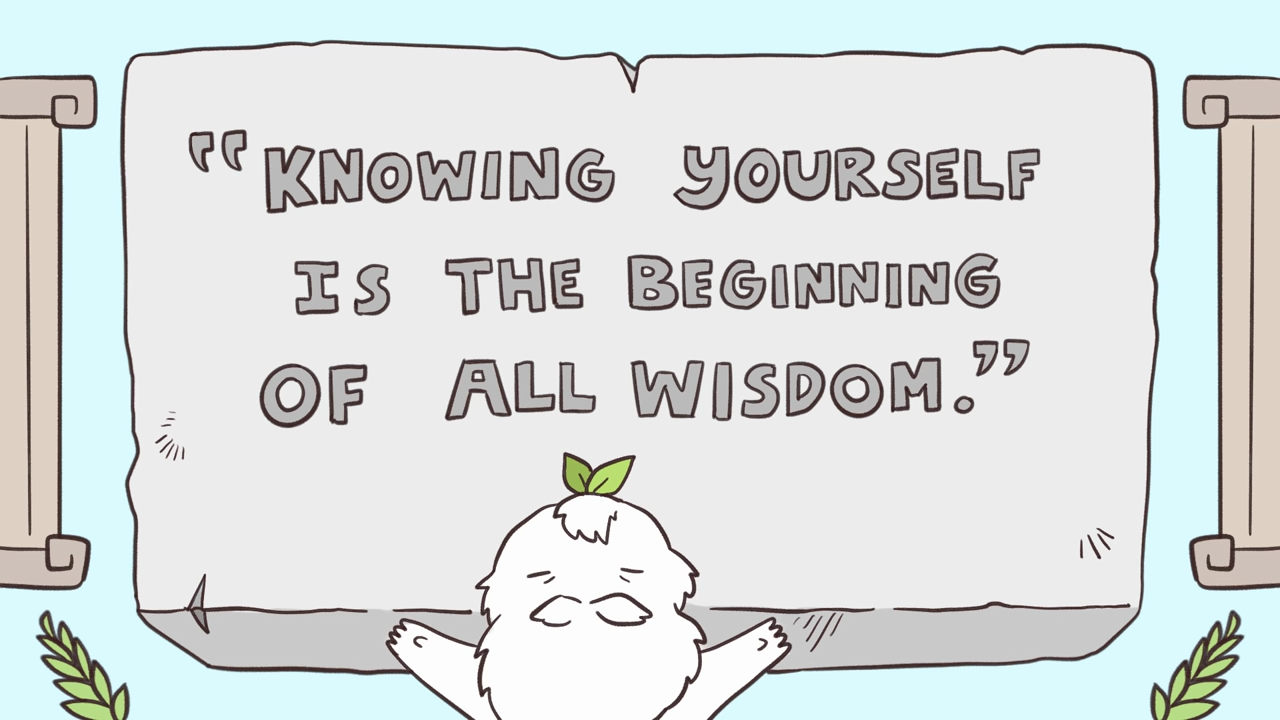 “KNOWING YOURSELF
IS THE BEGINNING
OF ALL WISDOM.”